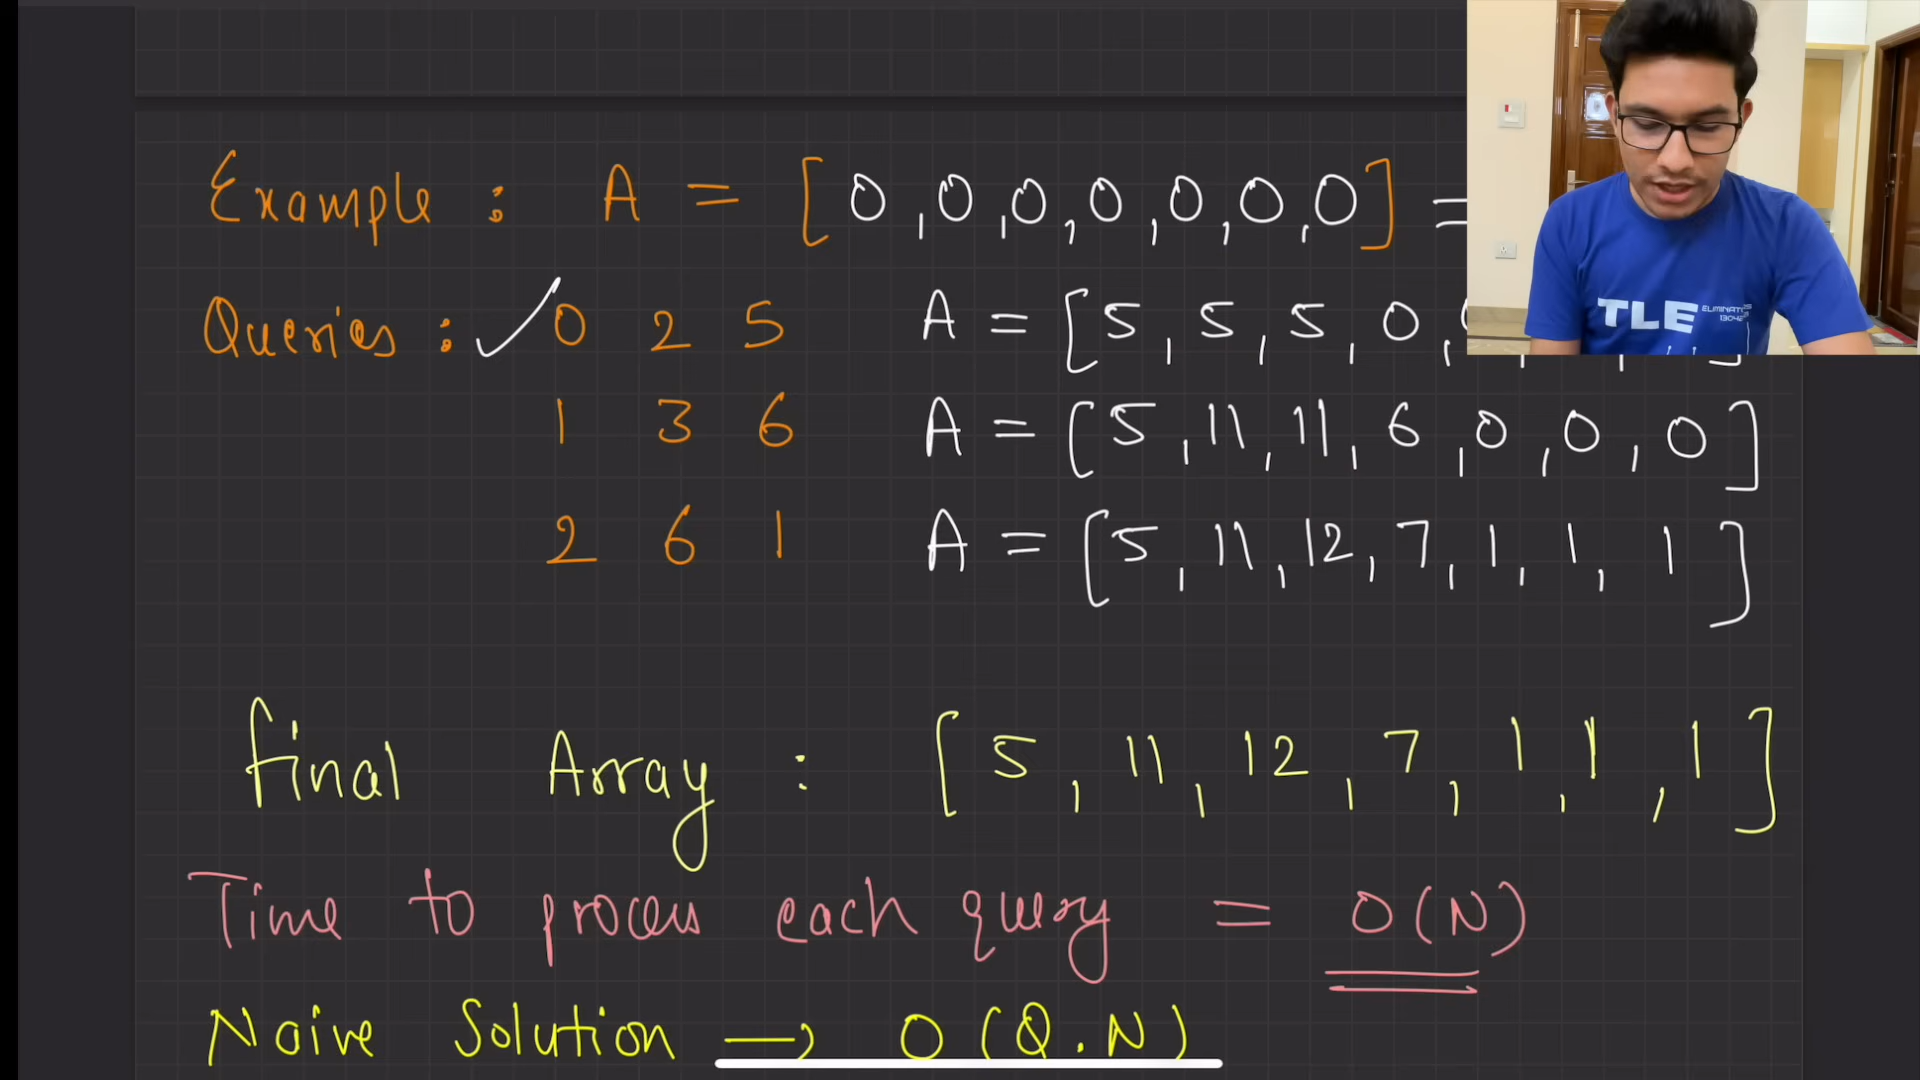 Example : A = [0,0,0,0,0,0,0] =
Queries : ✓ 0 2 5 A = [5, 5, 5, 0,
1 3 6 A = [5, 11, 11, 6, 0, 0, 0]
2 6 1 A = [5, 11, 12, 7, 1, 1, 1]
final Array : [5, 11, 12, 7, 1, 1, 1]
Time to process each query = O(N)
Naive Solution → O(Q.N)
TLE ELIMINATORS